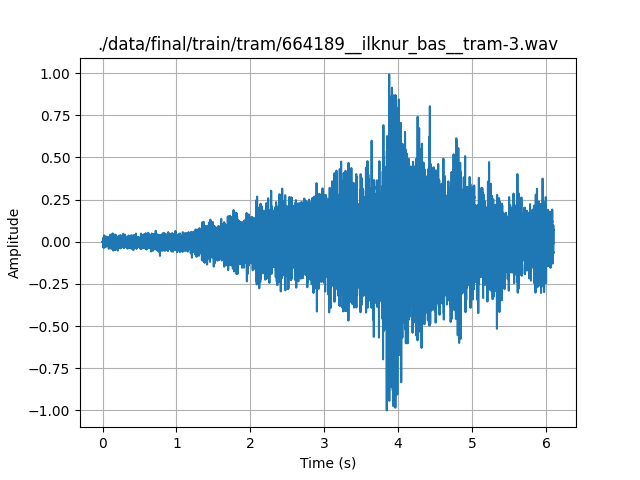 ./data/final/train/tram/664189__ilknur_bas__tram-3.wav
1.00
0.75
0.50
0.25
0.00
−0.25
−0.50
−0.75
−1.00
Amplitude
0 1 2 3 4 5 6
Time (s)